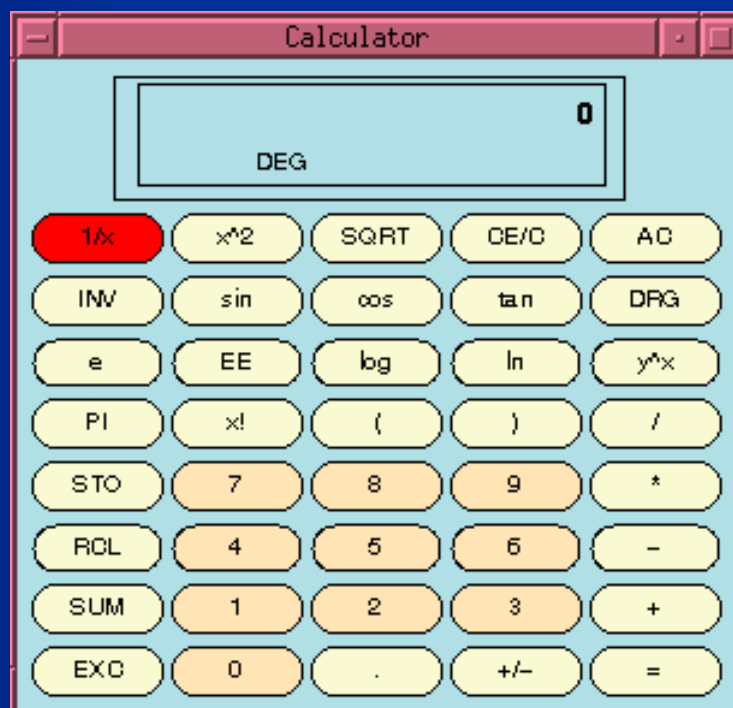 Calculator
0
DEG
1/x x^2 SQRT CE/C AC
INV sin cos tan DRG
e EE log ln y^x
PI x! ( ) /
STO 7 8 9 *
RCL 4 5 6 -
SUM 1 2 3 +
EXC 0 . +/- =